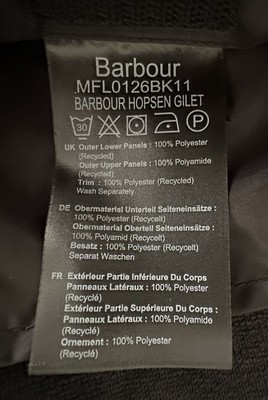 Barbour
MFL0126BK11
BARBOUR HOPSEN GILET
30
UK Outer Lower Panels : 100% Polyester
(Recycled)
Outer Upper Panels : 100% Polyamide
(Recycled)
Trim : 100% Polyester (Recycled)
Wash Separately
DE Obermaterial Unterteil Seiteneinsätze :
100% Polyester (Recycelt)
Obermaterial Oberteil Seiteneinsätze :
100% Polyamid (Recycelt)
Besatz : 100% Polyester (Recycelt)
Separat Waschen
FR Extérieur Partie Inférieure Du Corps
Panneaux Latéraux : 100% Polyester
(Recyclé)
Extérieur Partie Supérieure Du Corps
Panneaux Latéraux : 100% Polyamide
(Recyclé)
Ornement : 100% Polyester (Recyclé)